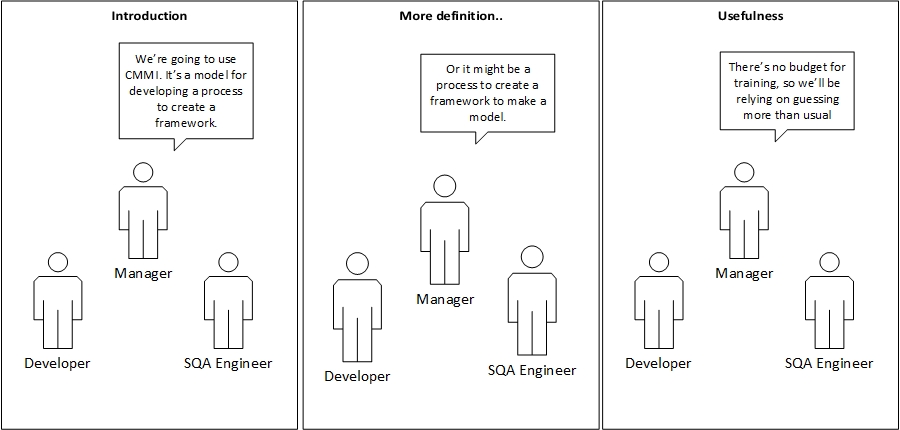 Introduction
We're going to use
CMMI. It's a model for
developing a process
to create a
framework.
Manager
Developer
SQA Engineer
More definition..
Or it might be a
process to create a
framework to make a
model.
Manager
Developer
SQA Engineer
Usefulness
There's no budget for
training, so we'll be
relying on guessing
more than usual
Manager
Developer
SQA Engineer